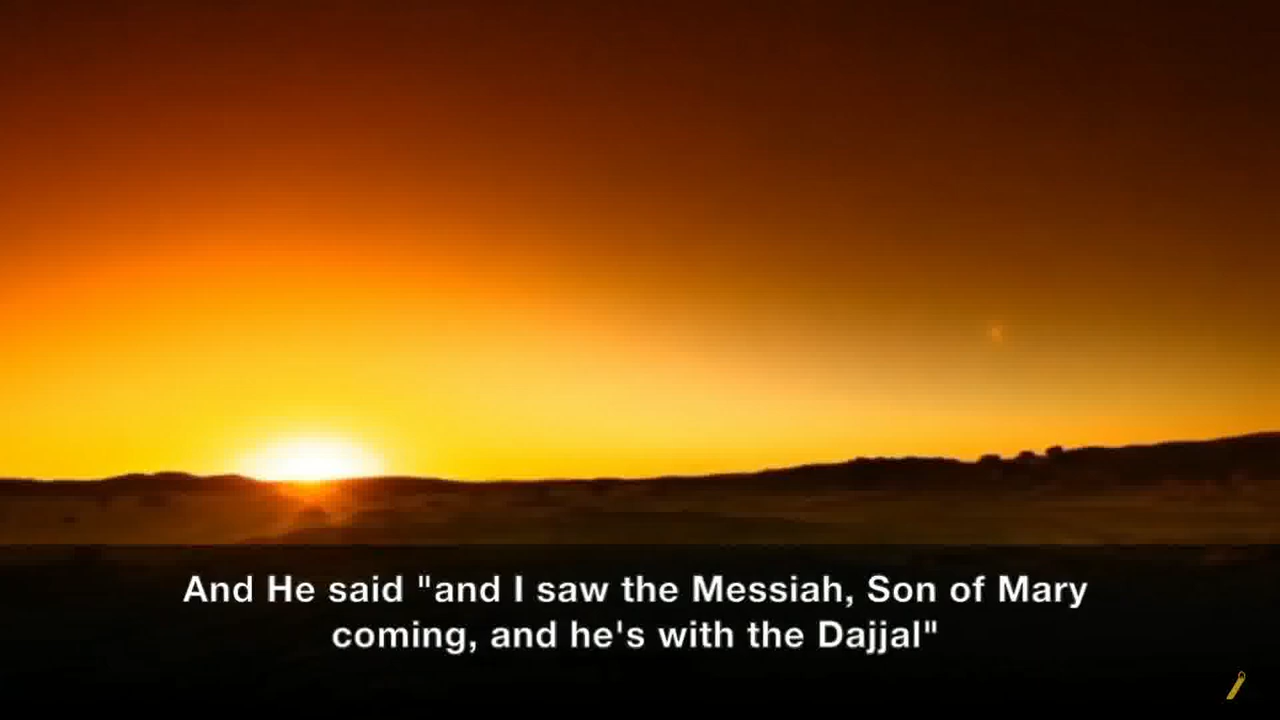 And He said "and I saw the Messiah, Son of Mary
coming, and he's with the Dajjal"